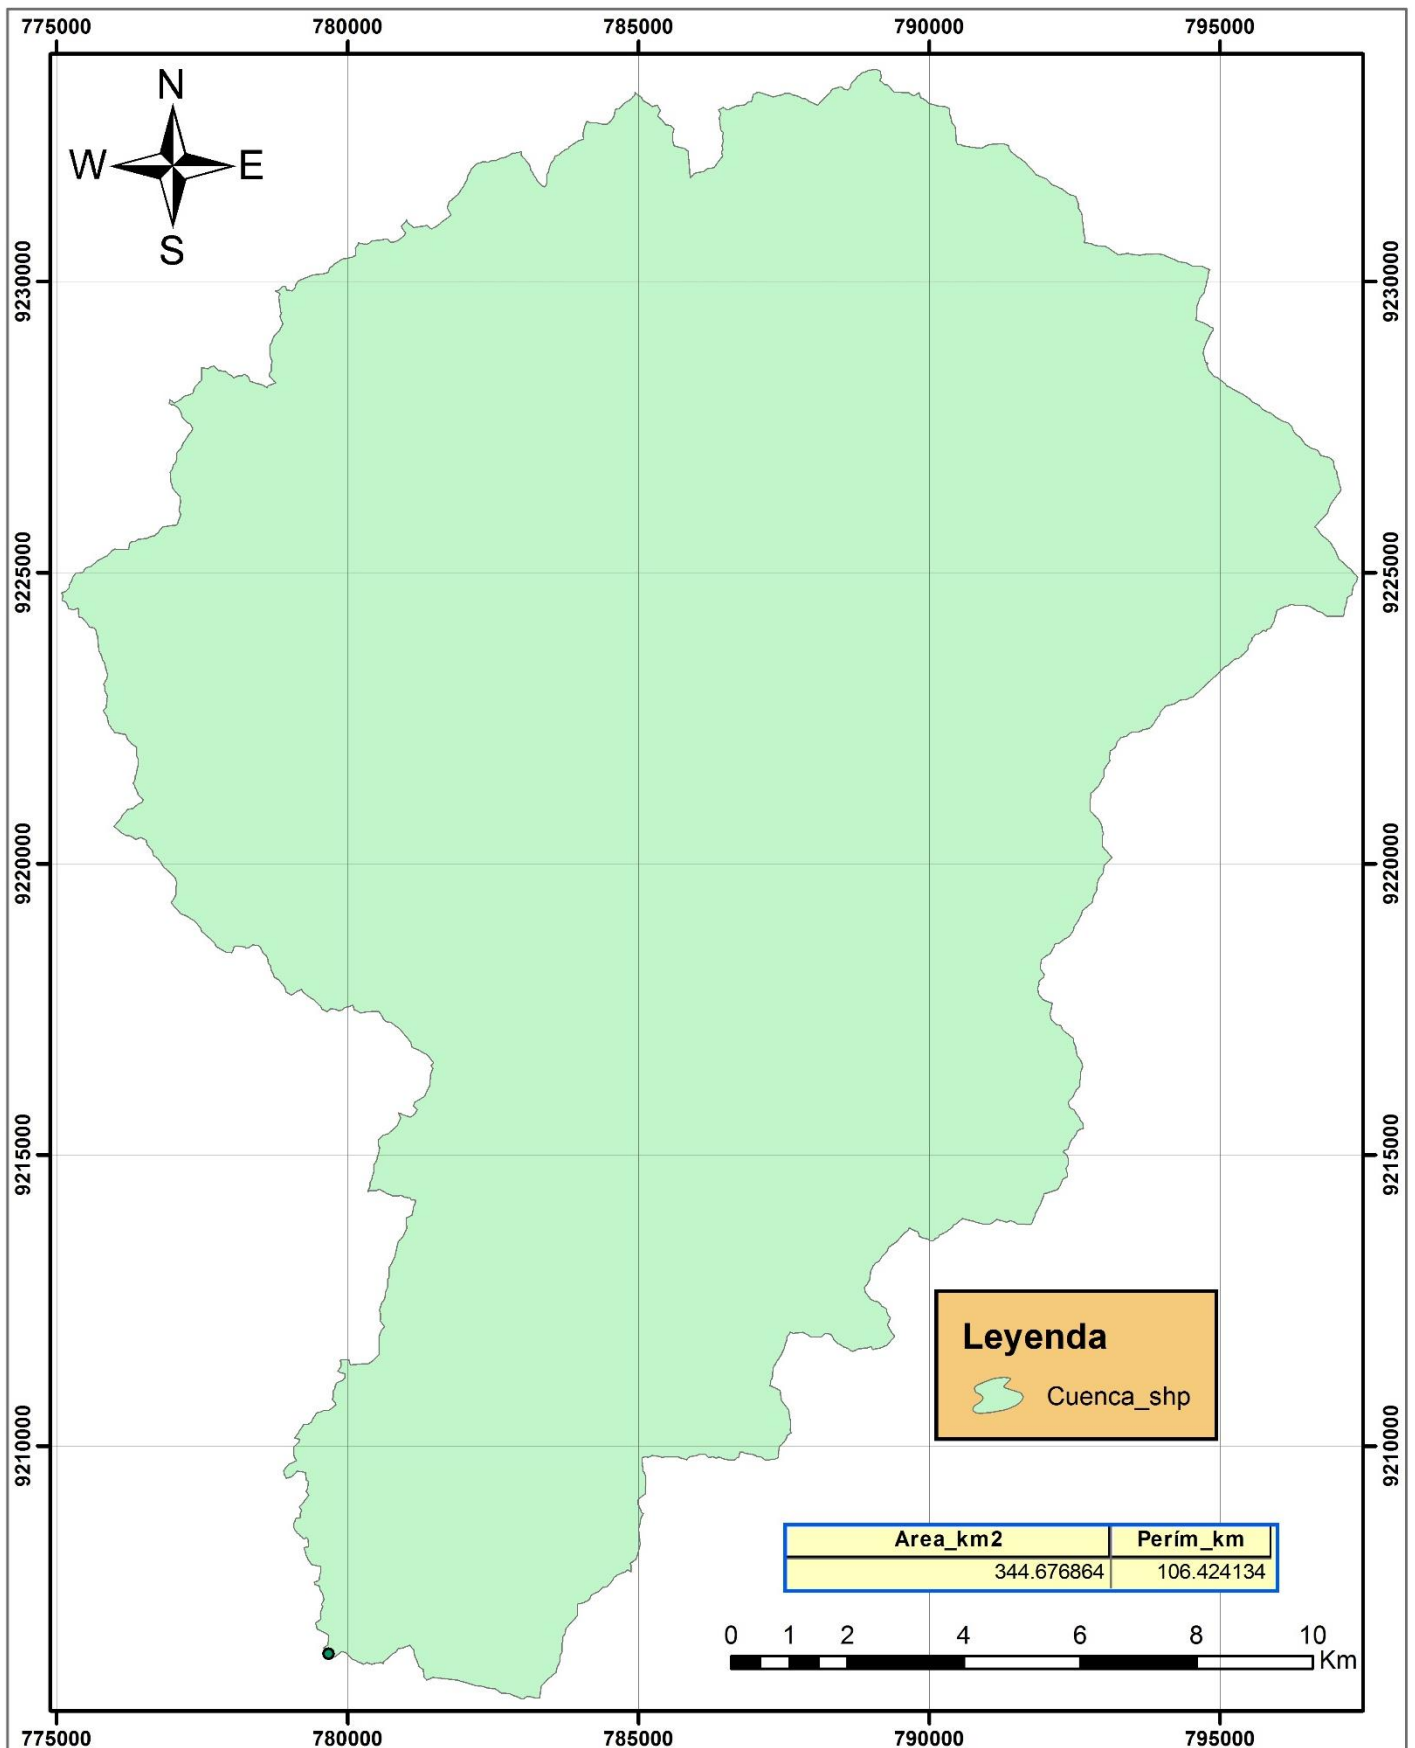 775000 780000 785000 790000 795000
N
W E
S
9230000 9230000
9225000 9225000
9220000 9220000
9215000 9215000
Leyenda
Cuenca_shp
9210000 9210000
Area_km2 Perím_km
344.676864 106.424134
0 1 2 4 6 8 10
Km
775000 780000 785000 790000 795000